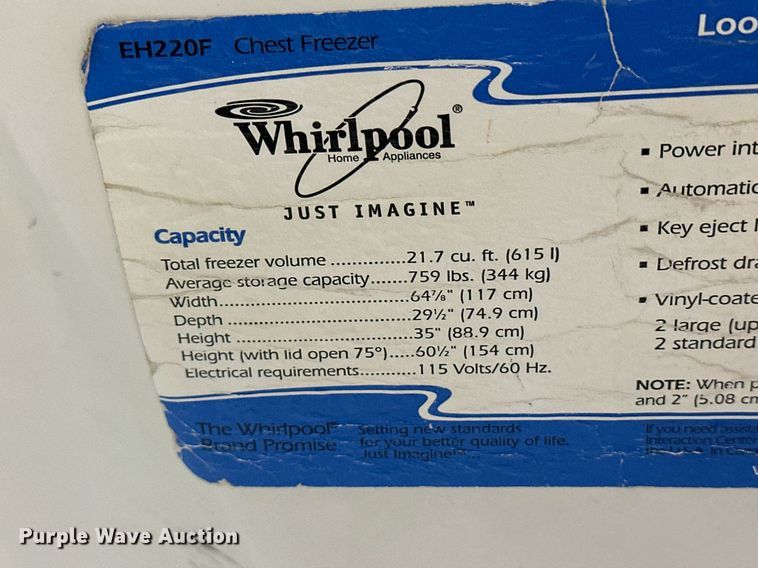 EH220F Chest Freezer
Loo
Whirlpool®
Home Appliances
JUST IMAGINE™
Capacity
Total freezer volume ..............21.7 cu. ft. (615 l)
Average storage capacity.......759 lbs. (344 kg)
Width...................................64⅞" (117 cm)
Depth ..................................29½" (74.9 cm)
Height .................................35" (88.9 cm)
Height (with lid open 75°).....60½" (154 cm)
Electrical requirements..........115 Volts/60 Hz.
Power int
Automatic
Key eject
Defrost dra
Vinyl-coate
2 large (up
2 standard
NOTE: When p
and 2" (5.08 cm
The Whirlpool®
Brand Promise
Setting new standards
for your better quality of life.
Just Imagine℠...
If you need assista
Interaction Center
the U.S.A. In Can
Purple Wave Auction